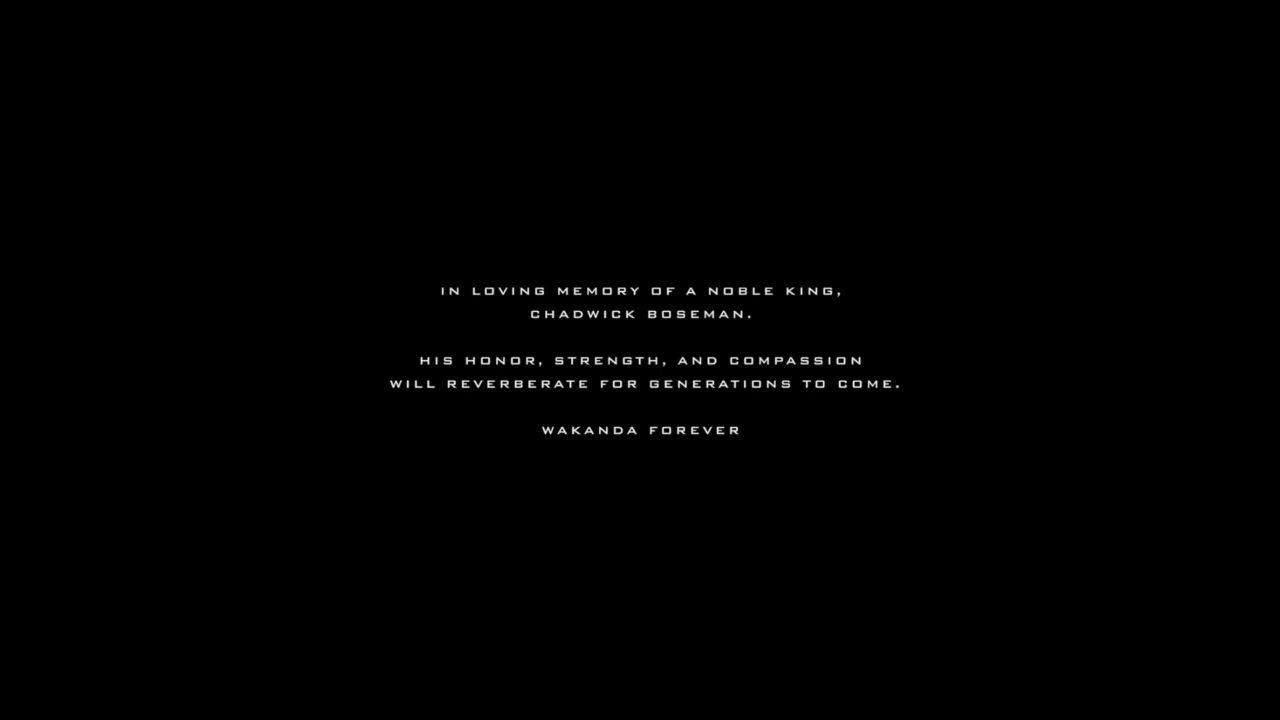 IN LOVING MEMORY OF A NOBLE KING,
CHADWICK BOSEMAN.
HIS HONOR, STRENGTH, AND COMPASSION
WILL REVERBERATE FOR GENERATIONS TO COME.
WAKANDA FOREVER